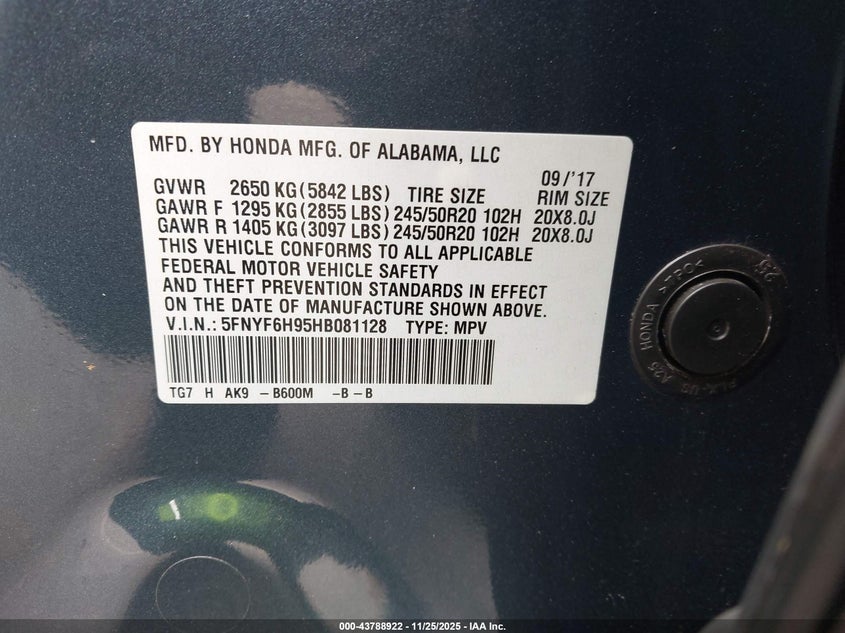 MFD. BY HONDA MFG. OF ALABAMA, LLC
09/'17
GVWR 2650 KG (5842 LBS) TIRE SIZE RIM SIZE
GAWR F 1295 KG (2855 LBS) 245/50R20 102H 20X8.0J
GAWR R 1405 KG (3097 LBS) 245/50R20 102H 20X8.0J
THIS VEHICLE CONFORMS TO ALL APPLICABLE
FEDERAL MOTOR VEHICLE SAFETY
AND THEFT PREVENTION STANDARDS IN EFFECT
ON THE DATE OF MANUFACTURE SHOWN ABOVE.
V.I.N.: 5FNYF6H95HB081128 TYPE: MPV
TG7 H AK9 -B600M -B-B
A25 HONDA >TPO< 25
000-43788922 - 11/25/2025 - IAA Inc.